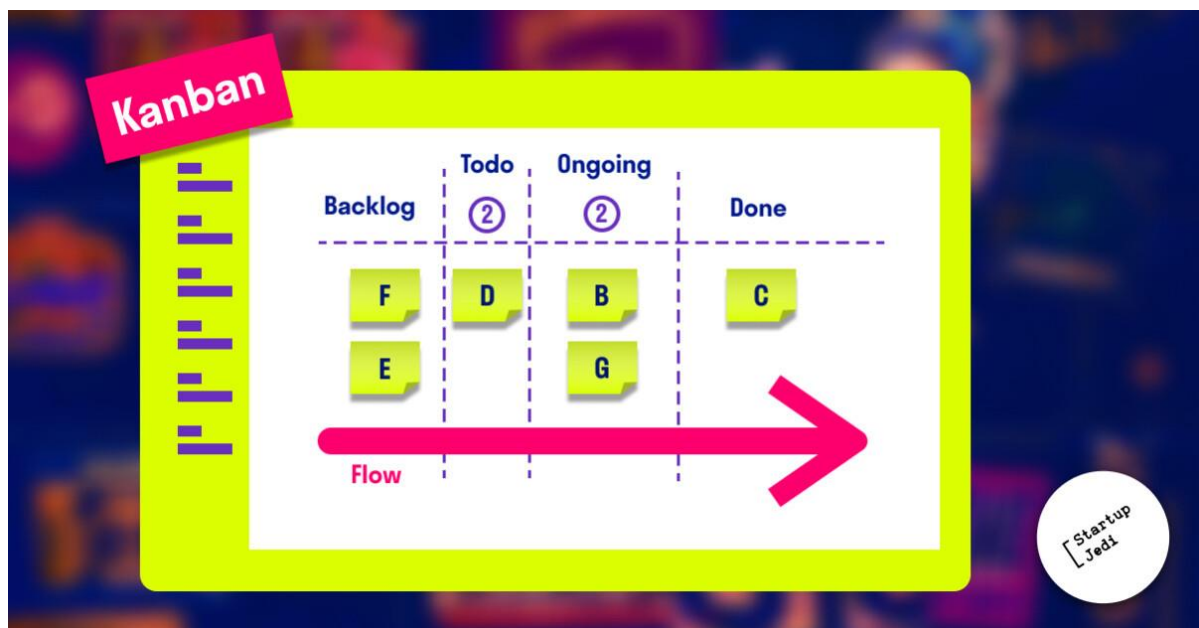 Kanban
Backlog
Todo
2
Ongoing
2
Done
F
D
B
C
E
G
Flow
Startup
Jedi